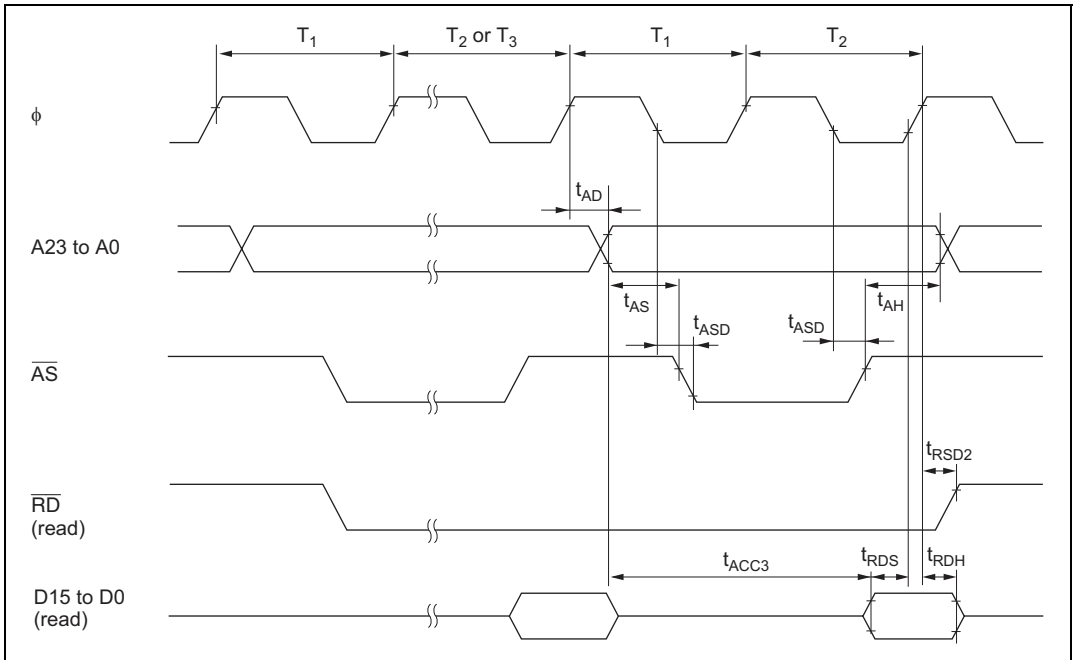 T1 T2 or T3 T1 T2
φ
tAD
A23 to A0
tAS tAH
tASD tASD
AS
tRSD2
RD
(read)
tACC3 tRDS tRDH
D15 to D0
(read)